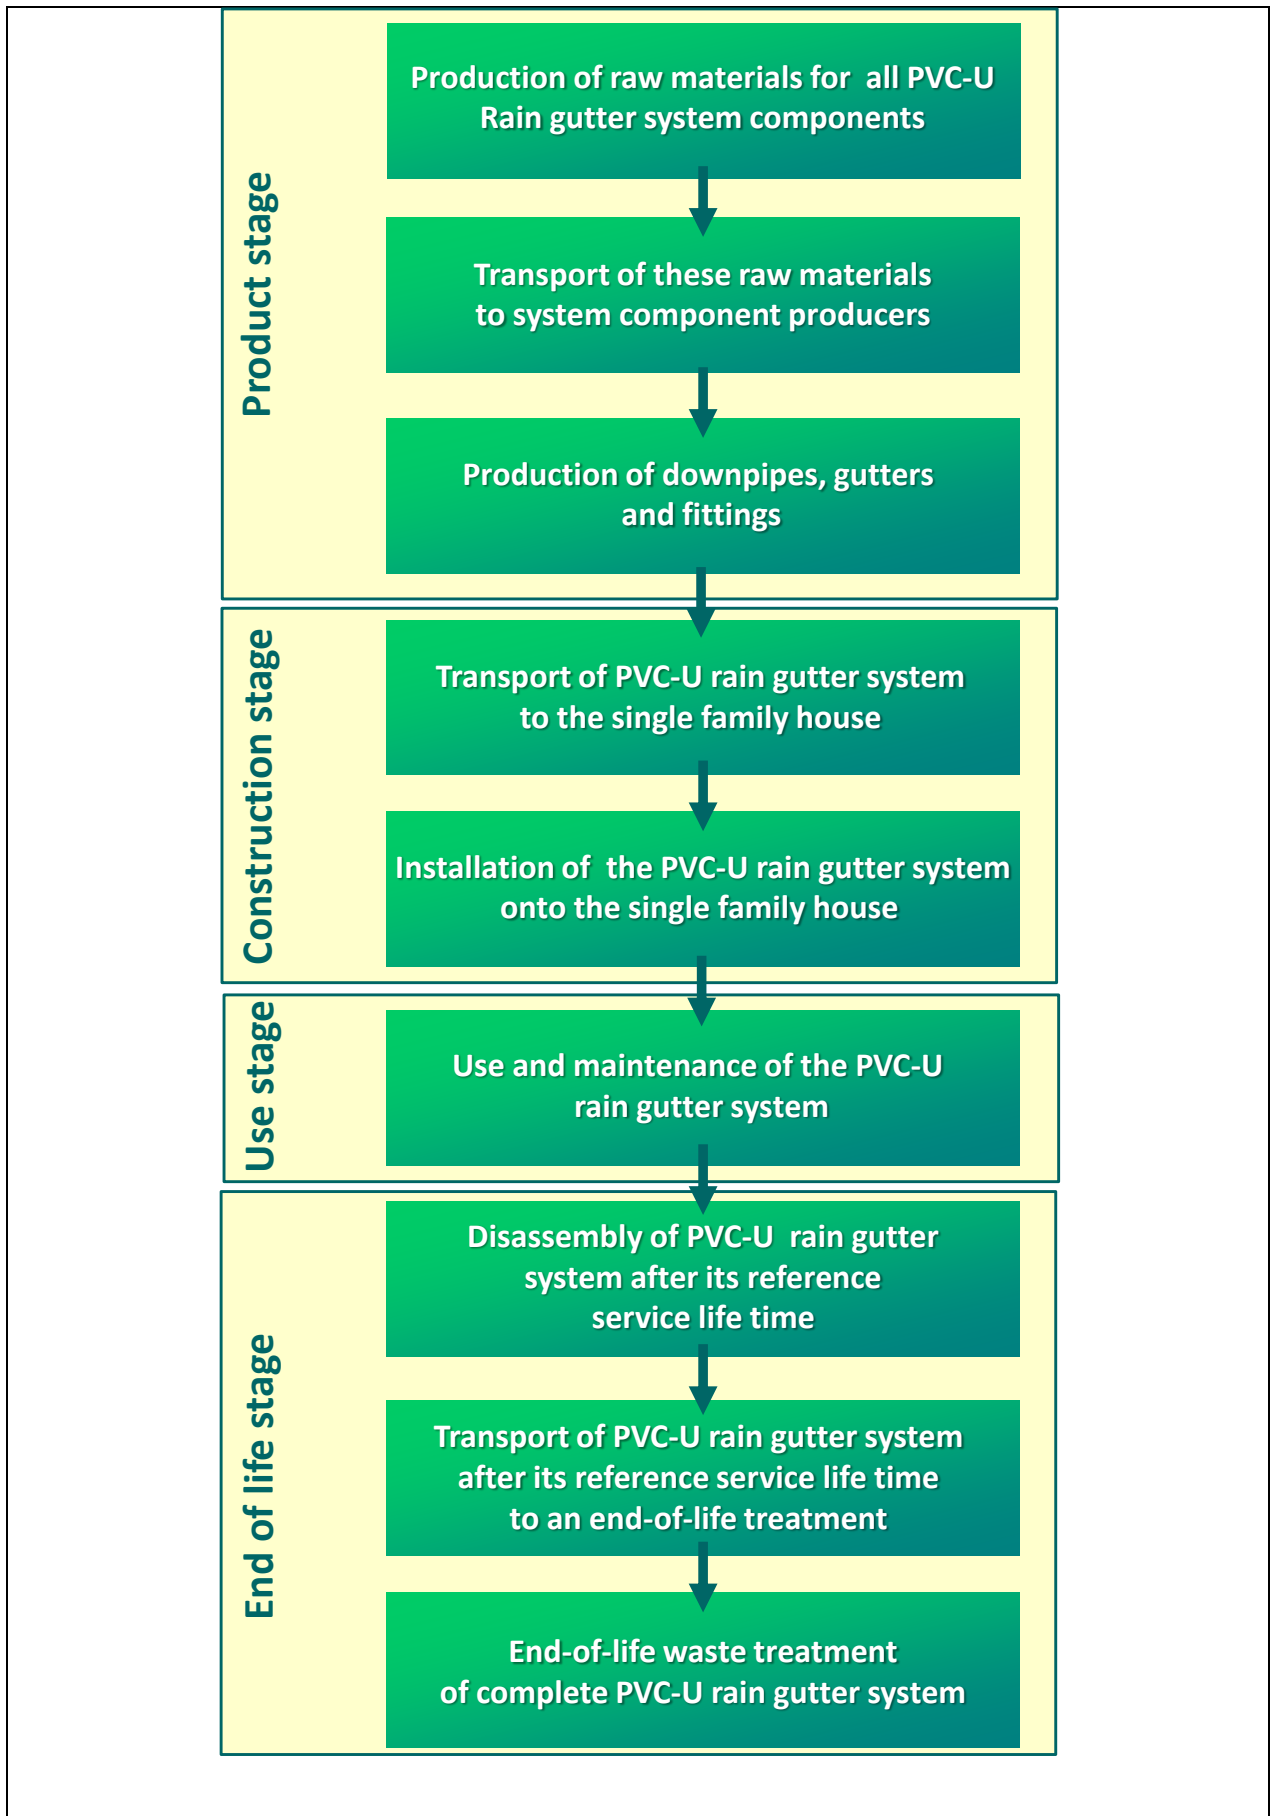 Product stage
Production of raw materials for all PVC-U
Rain gutter system components
Transport of these raw materials
to system component producers
Production of downpipes, gutters
and fittings
Construction stage
Transport of PVC-U rain gutter system
to the single family house
Installation of the PVC-U rain gutter system
onto the single family house
Use stage
Use and maintenance of the PVC-U
rain gutter system
End of life stage
Disassembly of PVC-U rain gutter
system after its reference
service life time
Transport of PVC-U rain gutter system
after its reference service life time
to an end-of-life treatment
End-of-life waste treatment
of complete PVC-U rain gutter system